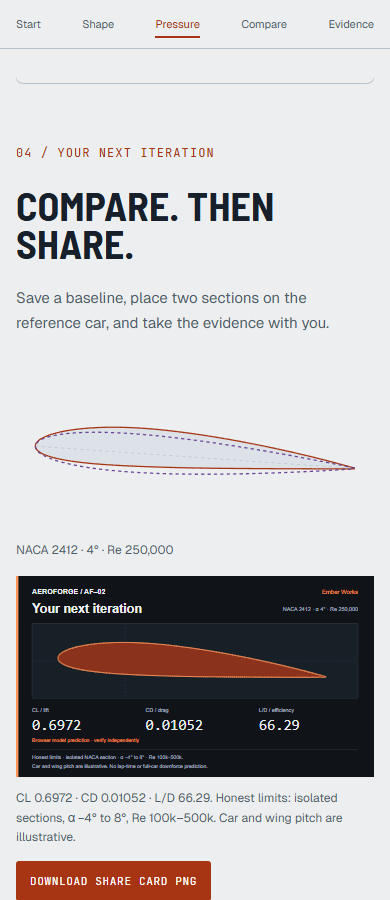 Start Shape Pressure Compare Evidence
04 / YOUR NEXT ITERATION
COMPARE. THEN
SHARE.
Save a baseline, place two sections on the
reference car, and take the evidence with you.
NACA 2412 · 4° · Re 250,000
AEROFORGE / AF–02 Ember Works
Your next iteration NACA 2412 · α 4° · Re 250,000
CL / lift CD / drag L/D / efficiency
0.6972 0.01052 66.29
Browser model prediction · verify independently
Honest limits · isolated NACA section · α −4° to 8°, Re 100k–500k.
Car and wing pitch are illustrative. No lap-time or full-car downforce prediction.
CL 0.6972 · CD 0.01052 · L/D 66.29. Honest limits: isolated
sections, α −4° to 8°, Re 100k–500k. Car and wing pitch are
illustrative.
DOWNLOAD SHARE CARD PNG